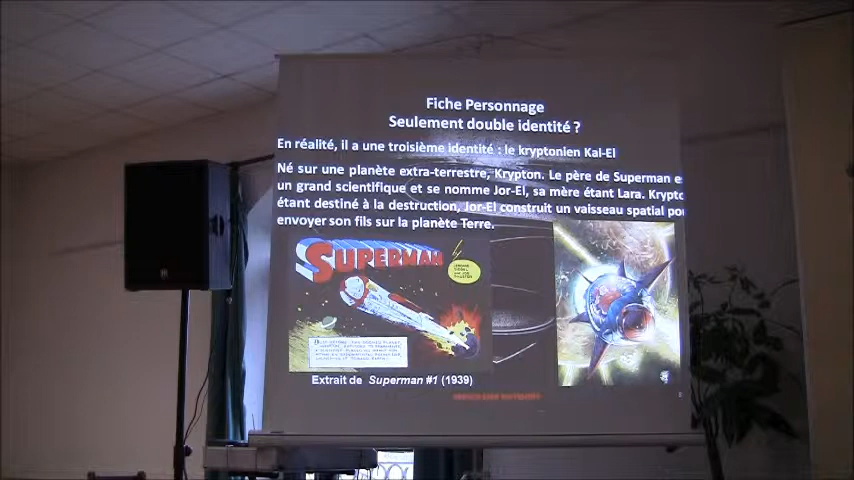 Fiche Personnage
Seulement double identité ?
En réalité, il a une troisième identité : le kryptonien Kal-El
Né sur une planète extra-terrestre, Krypton. Le père de Superman e
un grand scientifique et se nomme Jor-El, sa mère étant Lara. Krypto
étant destiné à la destruction, Jor-El construit un vaisseau spatial pou
envoyer son fils sur la planète Terre.
SUPERMAN
Extrait de Superman #1 (1939)